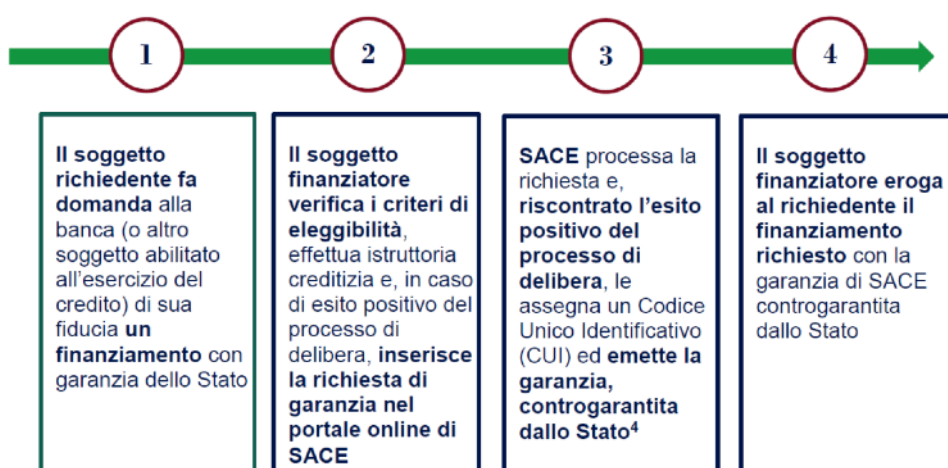 1
2
3
4
Il soggetto
richiedente fa
domanda alla
banca (o altro
soggetto abilitato
all'esercizio del
credito) di sua
fiducia un
finanziamento con
garanzia dello Stato
Il soggetto
finanziatore
verifica i criteri di
eleggibilità,
effettua istruttoria
creditizia e, in caso
di esito positivo del
processo di
delibera, inserisce
la richiesta di
garanzia nel
portale online di
SACE
SACE processa la
richiesta e,
riscontrato l'esito
positivo del
processo di
delibera, le
assegna un Codice
Unico Identificativo
(CUI) ed emette la
garanzia,
controgarantita
dallo Stato4
Il soggetto
finanziatore eroga
al richiedente il
finanziamento
richiesto con la
garanzia di SACE
controgarantita
dallo Stato